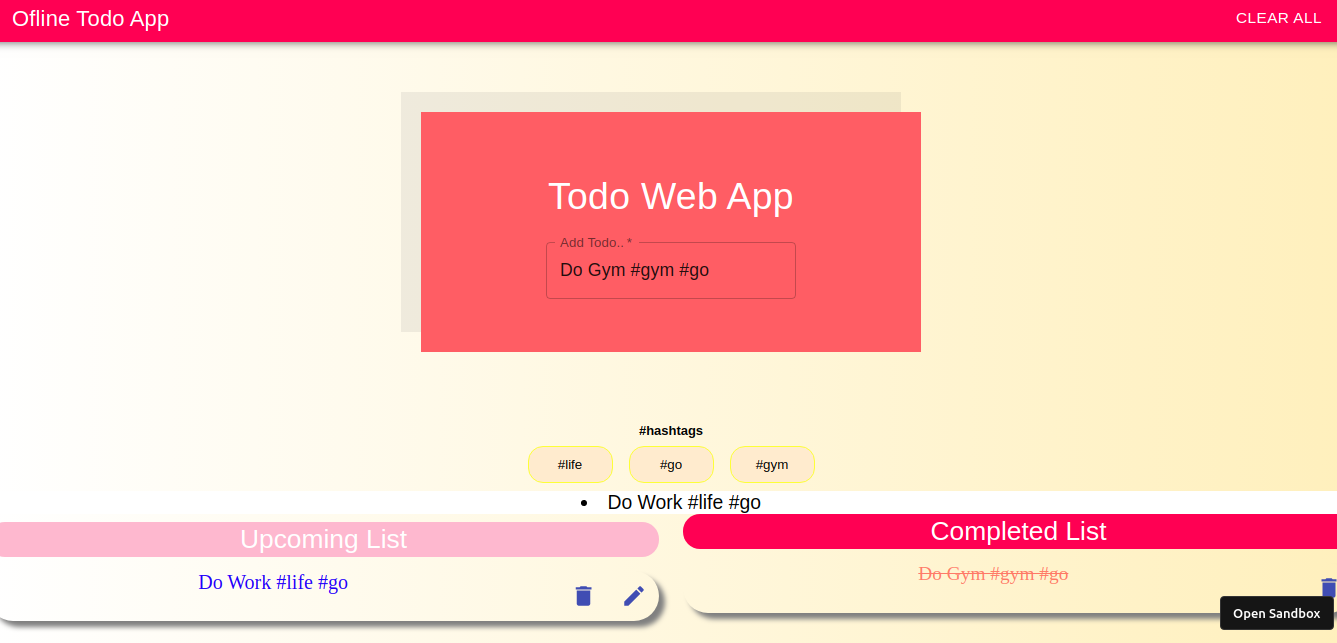 Ofline Todo App
CLEAR ALL
Todo Web App
Add Todo.. *
Do Gym #gym #go
#hashtags
#life
#go
#gym
• Do Work #life #go
Upcoming List
Do Work #life #go
Completed List
Do Gym #gym #go
Open Sandbox